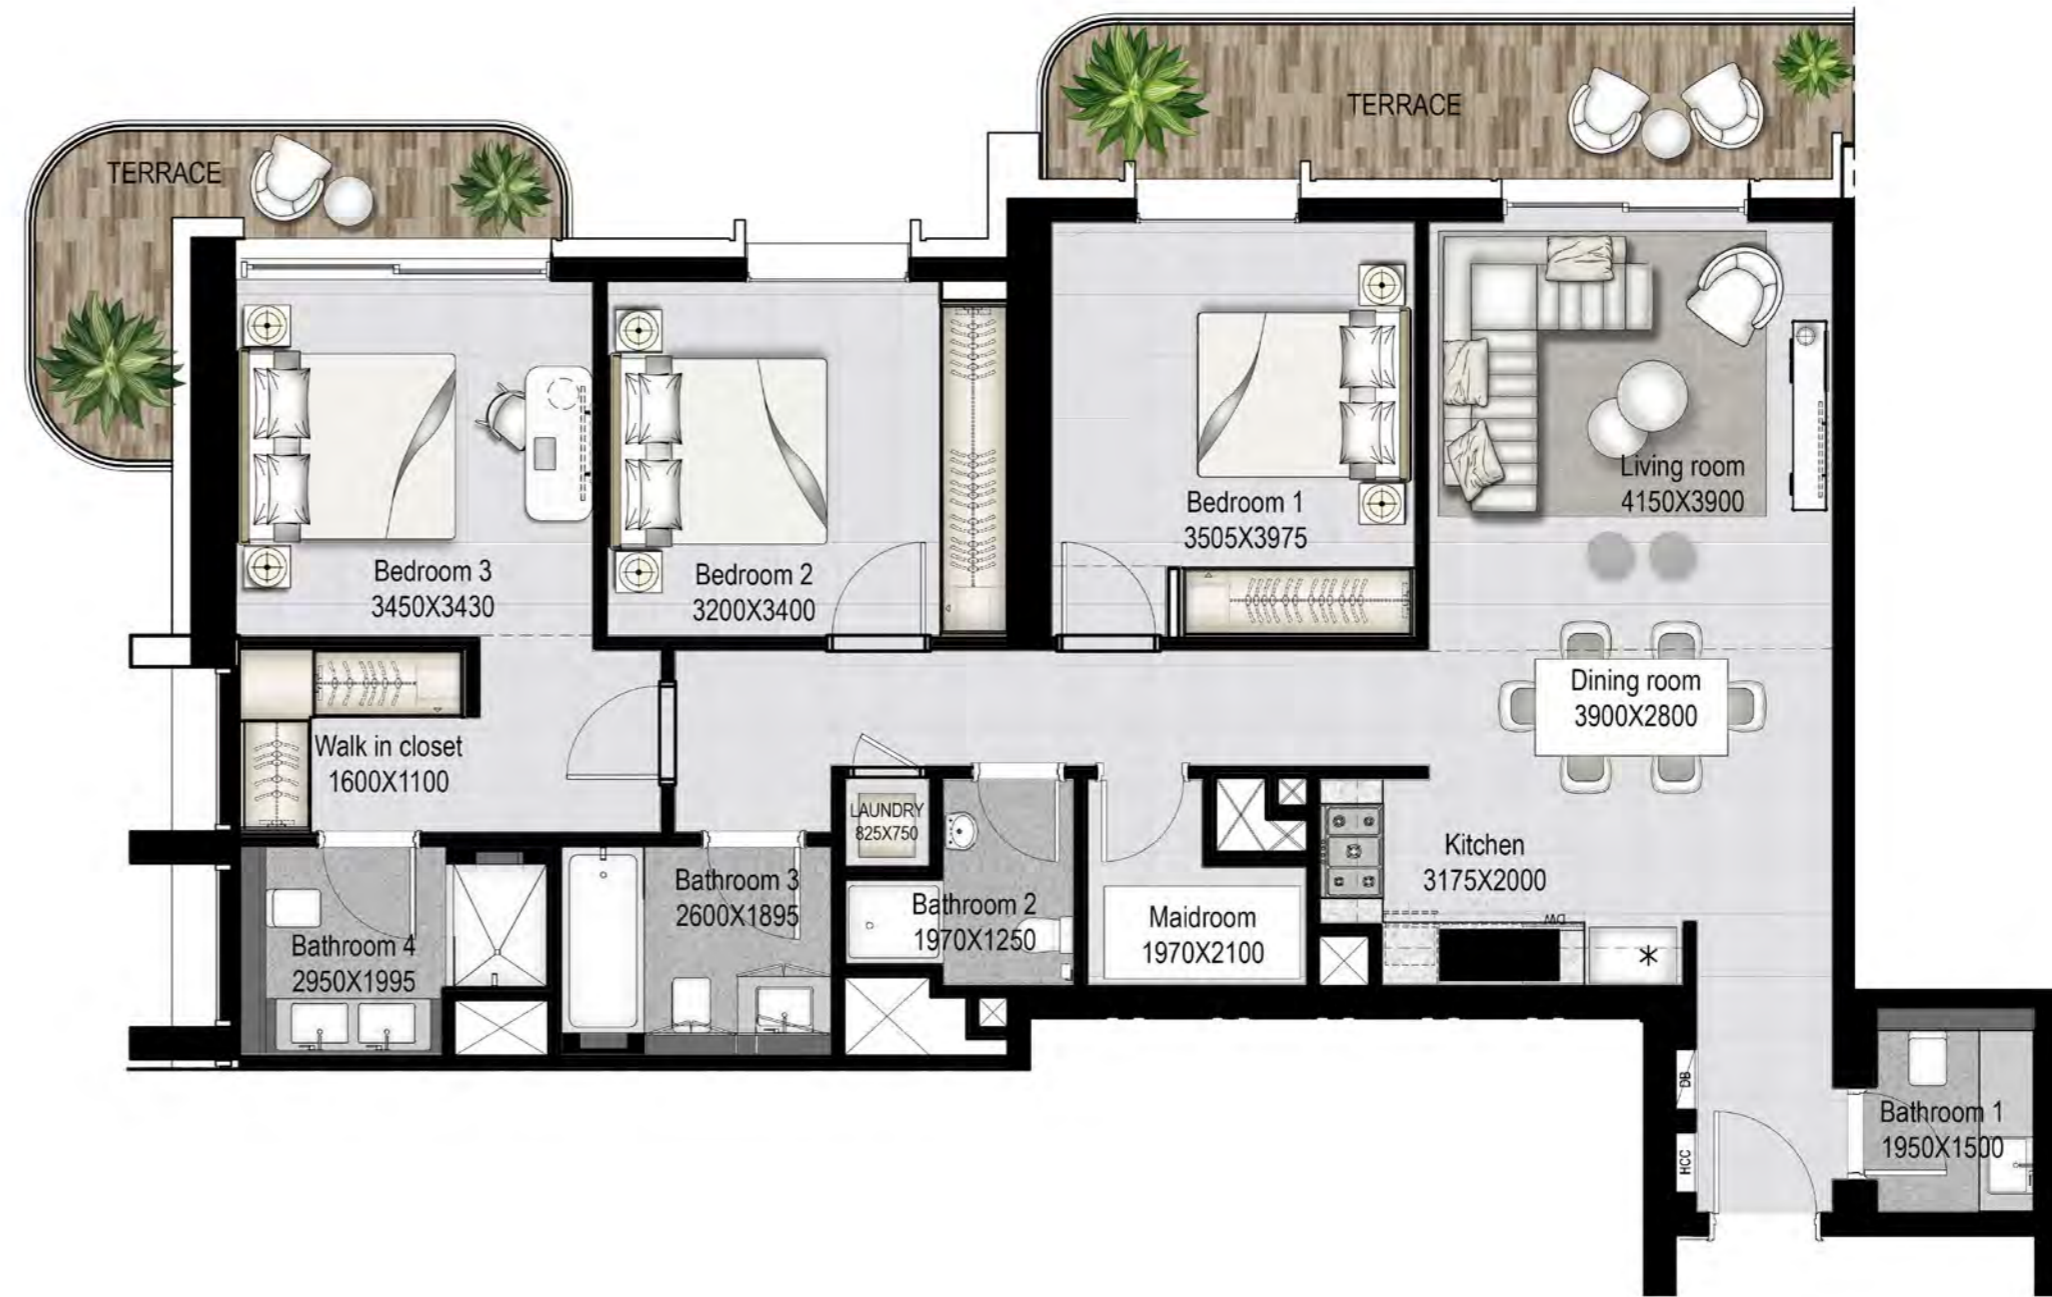 TERRACE
TERRACE
Bedroom 3
3450X3430
Bedroom 2
3200X3400
Bedroom 1
3505X3975
Living room
4150X3900
Dining room
3900X2800
Walk in closet
1600X1100
LAUNDRY
825X750
Kitchen
3175X2000
Bathroom 4
2950X1995
Bathroom 3
2600X1895
Bathroom 2
1970X1250
Maidroom
1970X2100
DW
DB
HCC
Bathroom 1
1950X1500